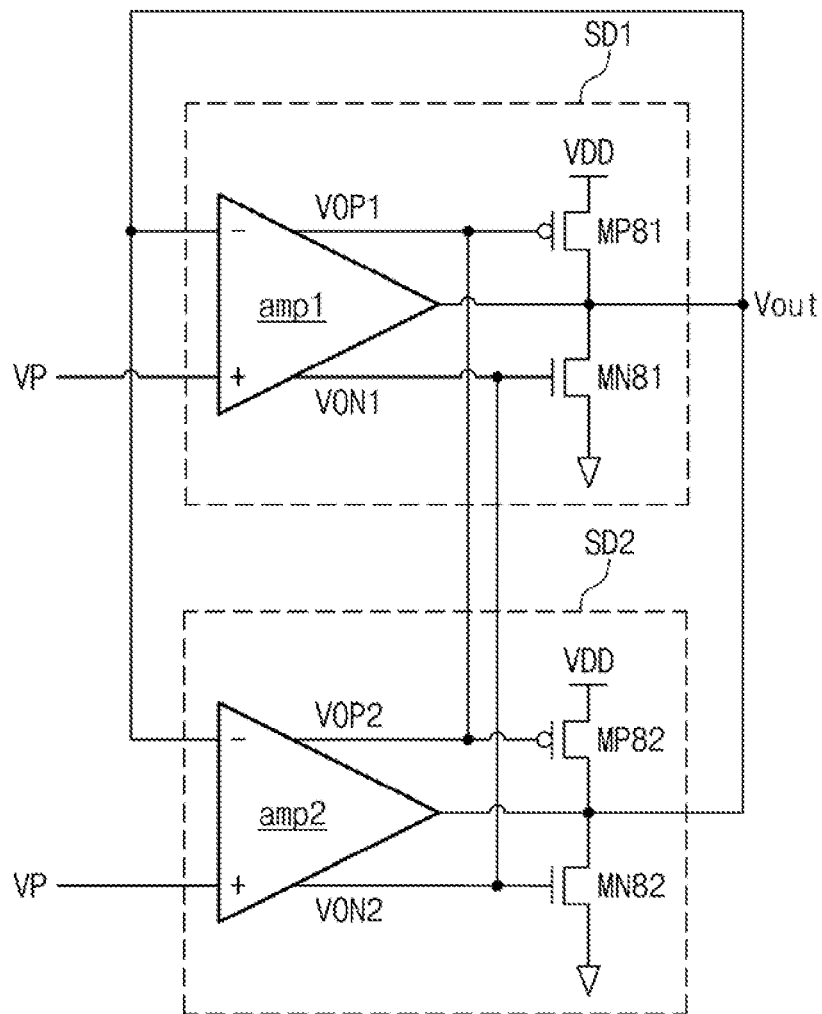 SD1
VDD
VOP1
MP81
-
amp1
Vout
VP
+
MN81
VON1
SD2
VDD
VOP2
MP82
-
amp2
VP
+
MN82
VON2